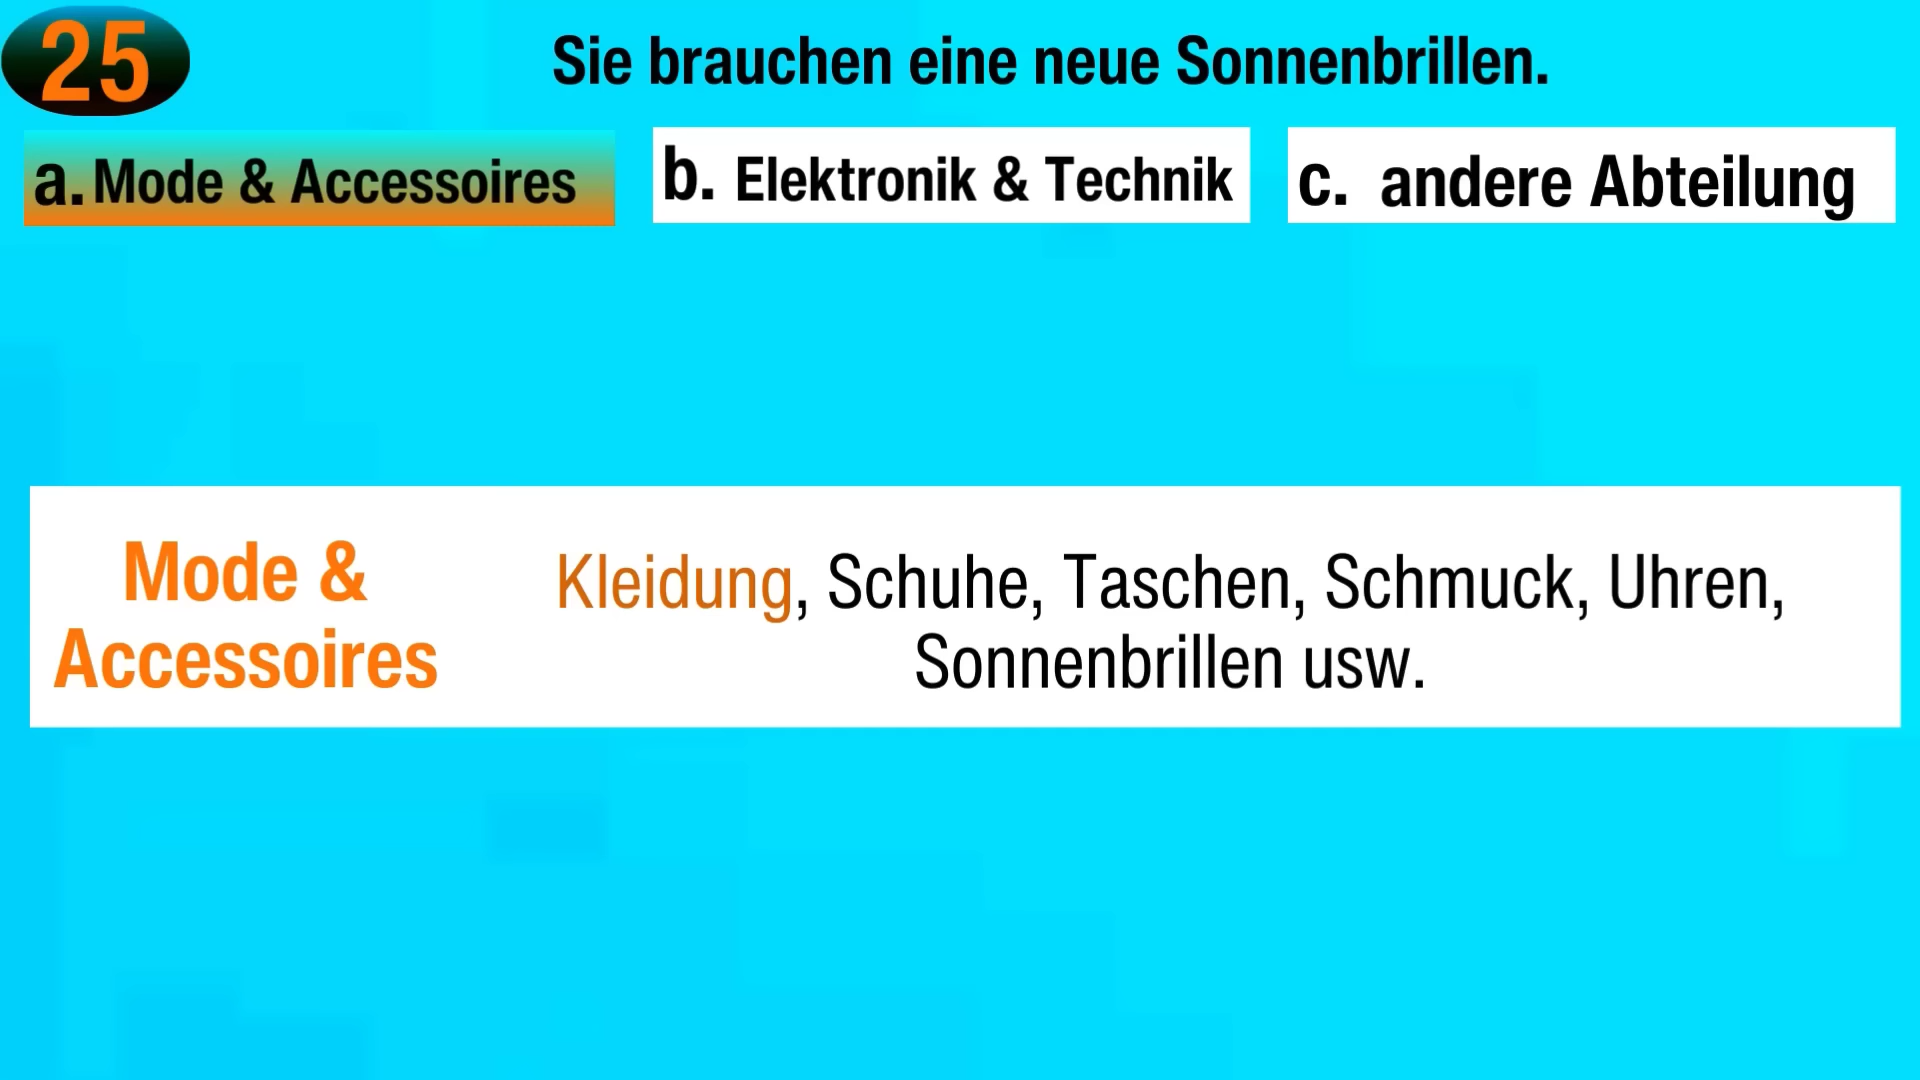 25
Sie brauchen eine neue Sonnenbrillen.
a. Mode & Accessoires
b. Elektronik & Technik
c. andere Abteilung
Mode &
Accessoires
Kleidung, Schuhe, Taschen, Schmuck, Uhren,
Sonnenbrillen usw.